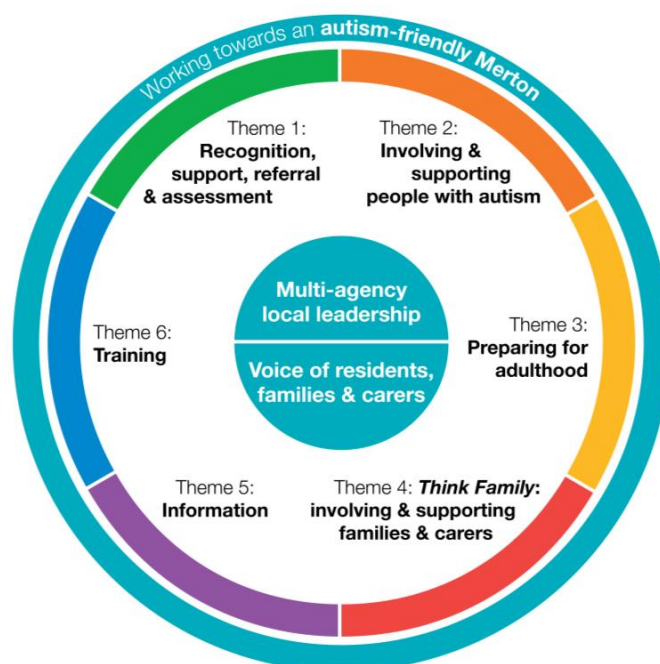 Working towards an autism-friendly Merton
Theme 1:
Recognition,
support, referral
& assessment
Theme 2:
Involving &
supporting
people with autism
Theme 3:
Preparing for
adulthood
Theme 4: Think Family:
involving & supporting
families & carers
Theme 5:
Information
Theme 6:
Training
Multi-agency
local leadership
Voice of residents,
families & carers